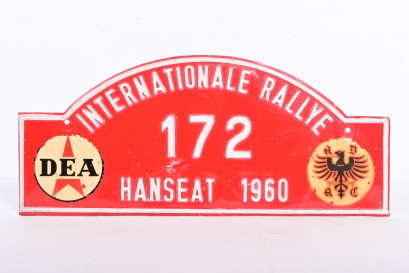 INTERNATIONALE RALLYE
172
HANSEAT 1960
DEA
A D
A C